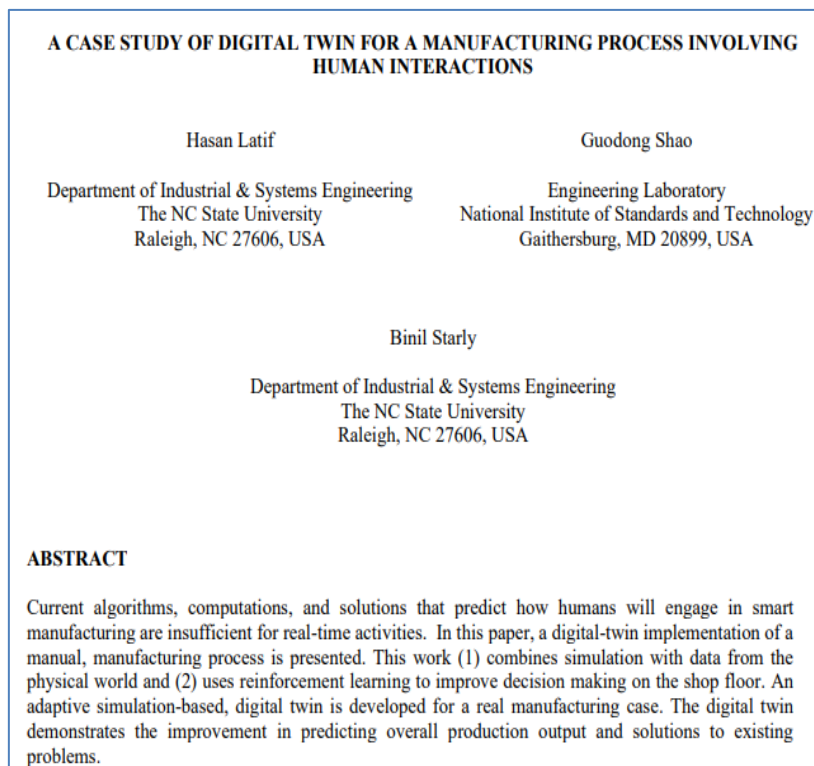 A CASE STUDY OF DIGITAL TWIN FOR A MANUFACTURING PROCESS INVOLVING
HUMAN INTERACTIONS
Hasan Latif
Department of Industrial & Systems Engineering
The NC State University
Raleigh, NC 27606, USA
Guodong Shao
Engineering Laboratory
National Institute of Standards and Technology
Gaithersburg, MD 20899, USA
Binil Starly
Department of Industrial & Systems Engineering
The NC State University
Raleigh, NC 27606, USA
ABSTRACT
Current algorithms, computations, and solutions that predict how humans will engage in smart
manufacturing are insufficient for real-time activities. In this paper, a digital-twin implementation of a
manual, manufacturing process is presented. This work (1) combines simulation with data from the
physical world and (2) uses reinforcement learning to improve decision making on the shop floor. An
adaptive simulation-based, digital twin is developed for a real manufacturing case. The digital twin
demonstrates the improvement in predicting overall production output and solutions to existing
problems.